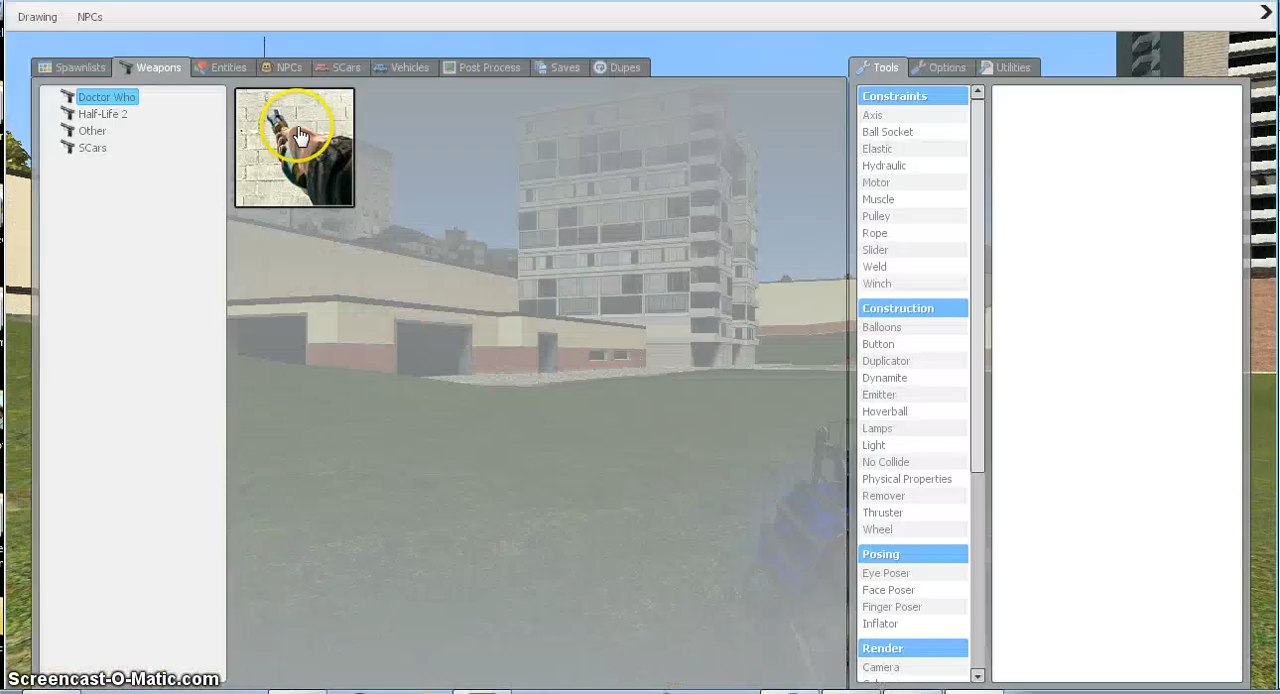 Drawing NPCs
Spawnlists Weapons Entities NPCs SCars Vehicles Post Process Saves Dupes
Doctor Who
Half-Life 2
Other
SCars
Tools Options Utilities
Constraints
Axis
Ball Socket
Elastic
Hydraulic
Motor
Muscle
Pulley
Rope
Slider
Weld
Winch
Construction
Balloons
Button
Duplicator
Dynamite
Emitter
Hoverball
Lamps
Light
No Collide
Physical Properties
Remover
Thruster
Wheel
Posing
Eye Poser
Face Poser
Finger Poser
Inflator
Render
Camera
Screencast-O-Matic.com